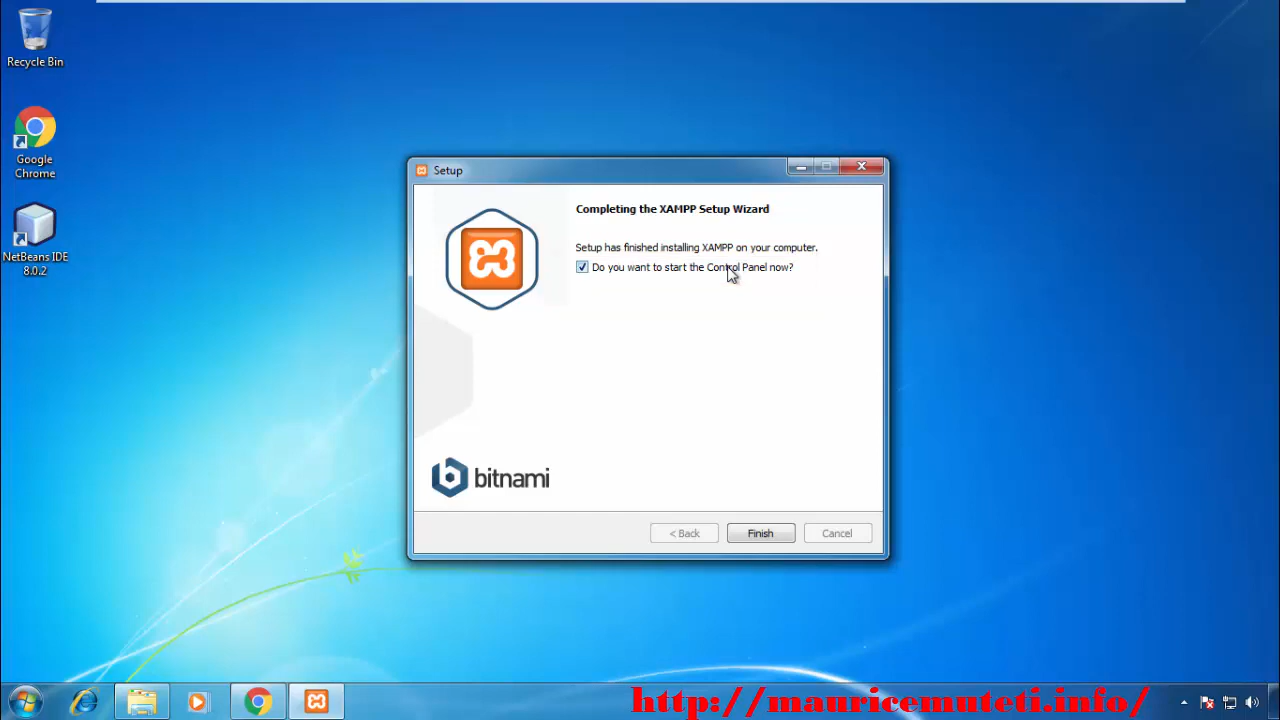 Recycle Bin
Google
Chrome
NetBeans IDE
8.0.2
Setup
Completing the XAMPP Setup Wizard
Setup has finished installing XAMPP on your computer.
Do you want to start the Control Panel now?
bitnami
< Back
Finish
Cancel
http://mauricemuteti.info/